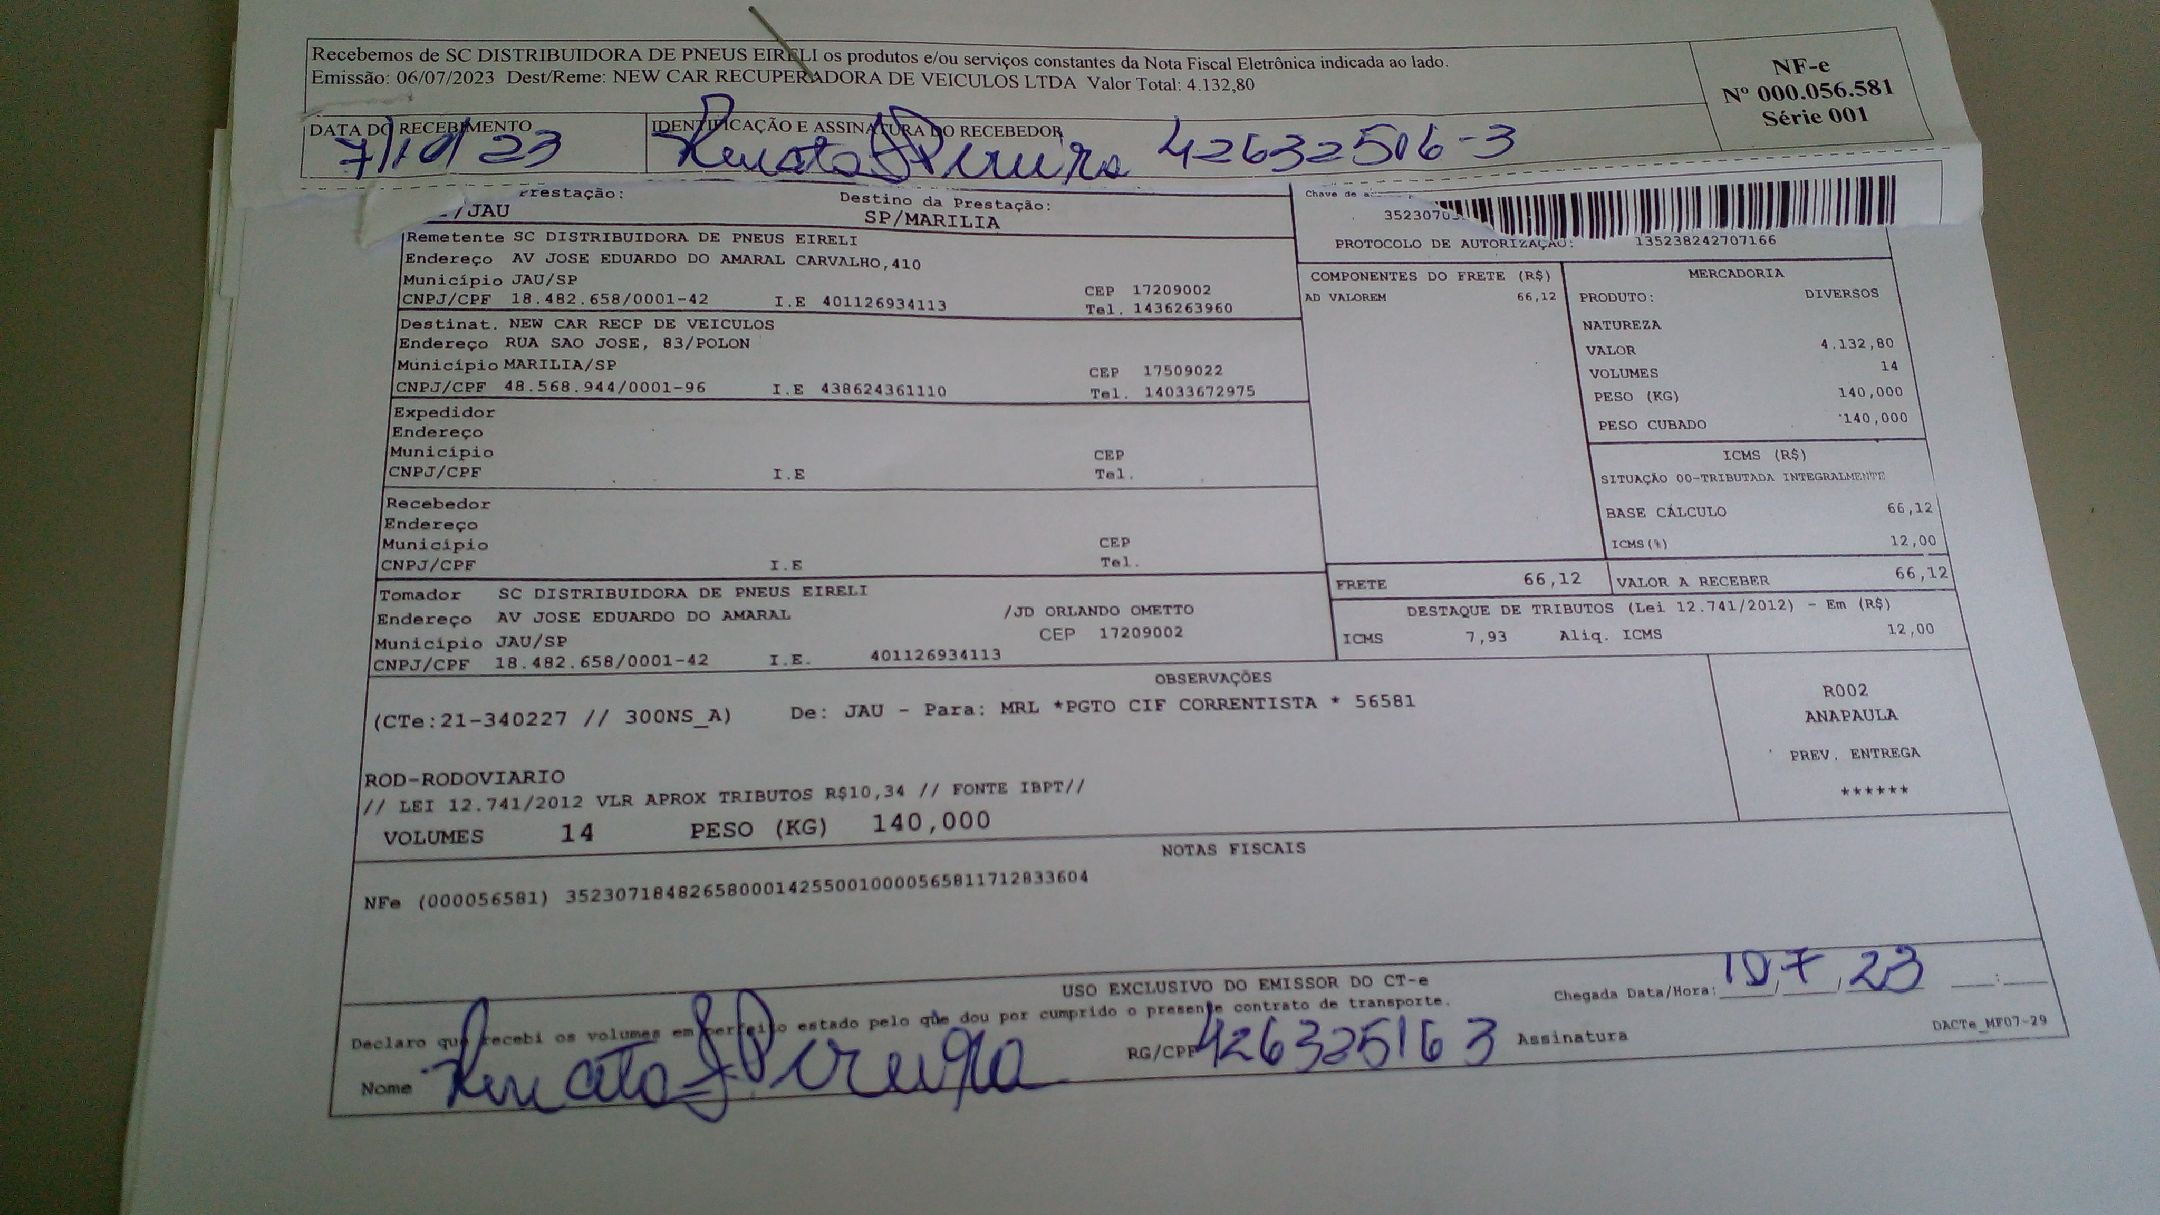 Recebemos de SC DISTRIBUIDORA DE PNEUS EIRELI os produtos e/ou serviços constantes da Nota Fiscal Eletrônica indicada ao lado.
Emissão: 06/07/2023 Dest/Reme: NEW CAR RECUPERADORA DE VEICULOS LTDA Valor Total: 4.132,80
NF-e
Nº 000.056.581
Série 001
DATA DO RECEBIMENTO
7/10/23
IDENTIFICAÇÃO E ASSINATURA DO RECEBEDOR
Renata S Pereira 42632516-3
Prestação:
/JAU
Destino da Prestação:
SP/MARILIA
Chave de
PROTOCOLO DE AUTORIZAÇÃO: 135238242707166
Remetente SC DISTRIBUIDORA DE PNEUS EIRELI
Endereço AV JOSE EDUARDO DO AMARAL CARVALHO,410
Município JAU/SP CEP 17209002
CNPJ/CPF 18.482.658/0001-42 I.E 401126934113 Tel. 1436263960
Destinat. NEW CAR RECP DE VEICULOS
Endereço RUA SAO JOSE, 83/POLON
Município MARILIA/SP CEP 17509022
CNPJ/CPF 48.568.944/0001-96 I.E 438624361110 Tel. 14033672975
Expedidor
Endereço
Município CEP
CNPJ/CPF I.E Tel.
Recebedor
Endereço
Município CEP
CNPJ/CPF I.E Tel.
Tomador SC DISTRIBUIDORA DE PNEUS EIRELI
Endereço AV JOSE EDUARDO DO AMARAL /JD ORLANDO OMETTO
Município JAU/SP CEP 17209002
CNPJ/CPF 18.482.658/0001-42 I.E. 401126934113
COMPONENTES DO FRETE (R$)
AD VALOREM 66,12
MERCADORIA
PRODUTO: DIVERSOS
NATUREZA
VALOR 4.132,80
VOLUMES 14
PESO (KG) 140,000
PESO CUBADO 140,000
ICMS (R$)
SITUAÇÃO 00-TRIBUTADA INTEGRALMENTE
BASE CÁLCULO 66,12
ICMS(%) 12,00
FRETE 66,12 VALOR A RECEBER 66,12
DESTAQUE DE TRIBUTOS (Lei 12.741/2012) - Em (R$)
ICMS 7,93 Aliq. ICMS 12,00
OBSERVAÇÕES
(CTe:21-340227 // 300NS_A) De: JAU - Para: MRL *PGTO CIF CORRENTISTA * 56581
ROD-RODOVIARIO
// LEI 12.741/2012 VLR APROX TRIBUTOS R$10,34 // FONTE IBPT//
VOLUMES 14 PESO (KG) 140,000
R002
ANAPAULA
PREV. ENTREGA
******
NOTAS FISCAIS
NFe (000056581) 35230718482658000142550010000565811712833604
USO EXCLUSIVO DO EMISSOR DO CT-e
Declaro que recebi os volumes em perfeito estado pelo que dou por cumprido o presente contrato de transporte.
Chegada Data/Hora: 10,7,23 :
Nome Renata S. Pereira RG/CPF 426325163 Assinatura
DACTe_MF07-29